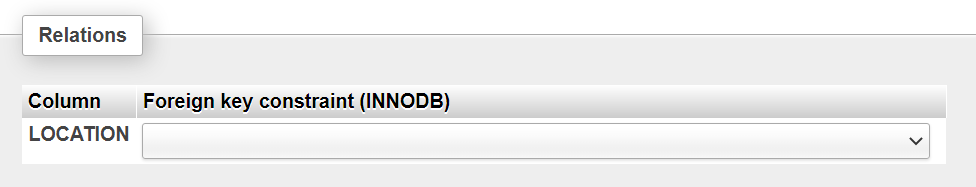 Relations
Column Foreign key constraint (INNODB)
LOCATION